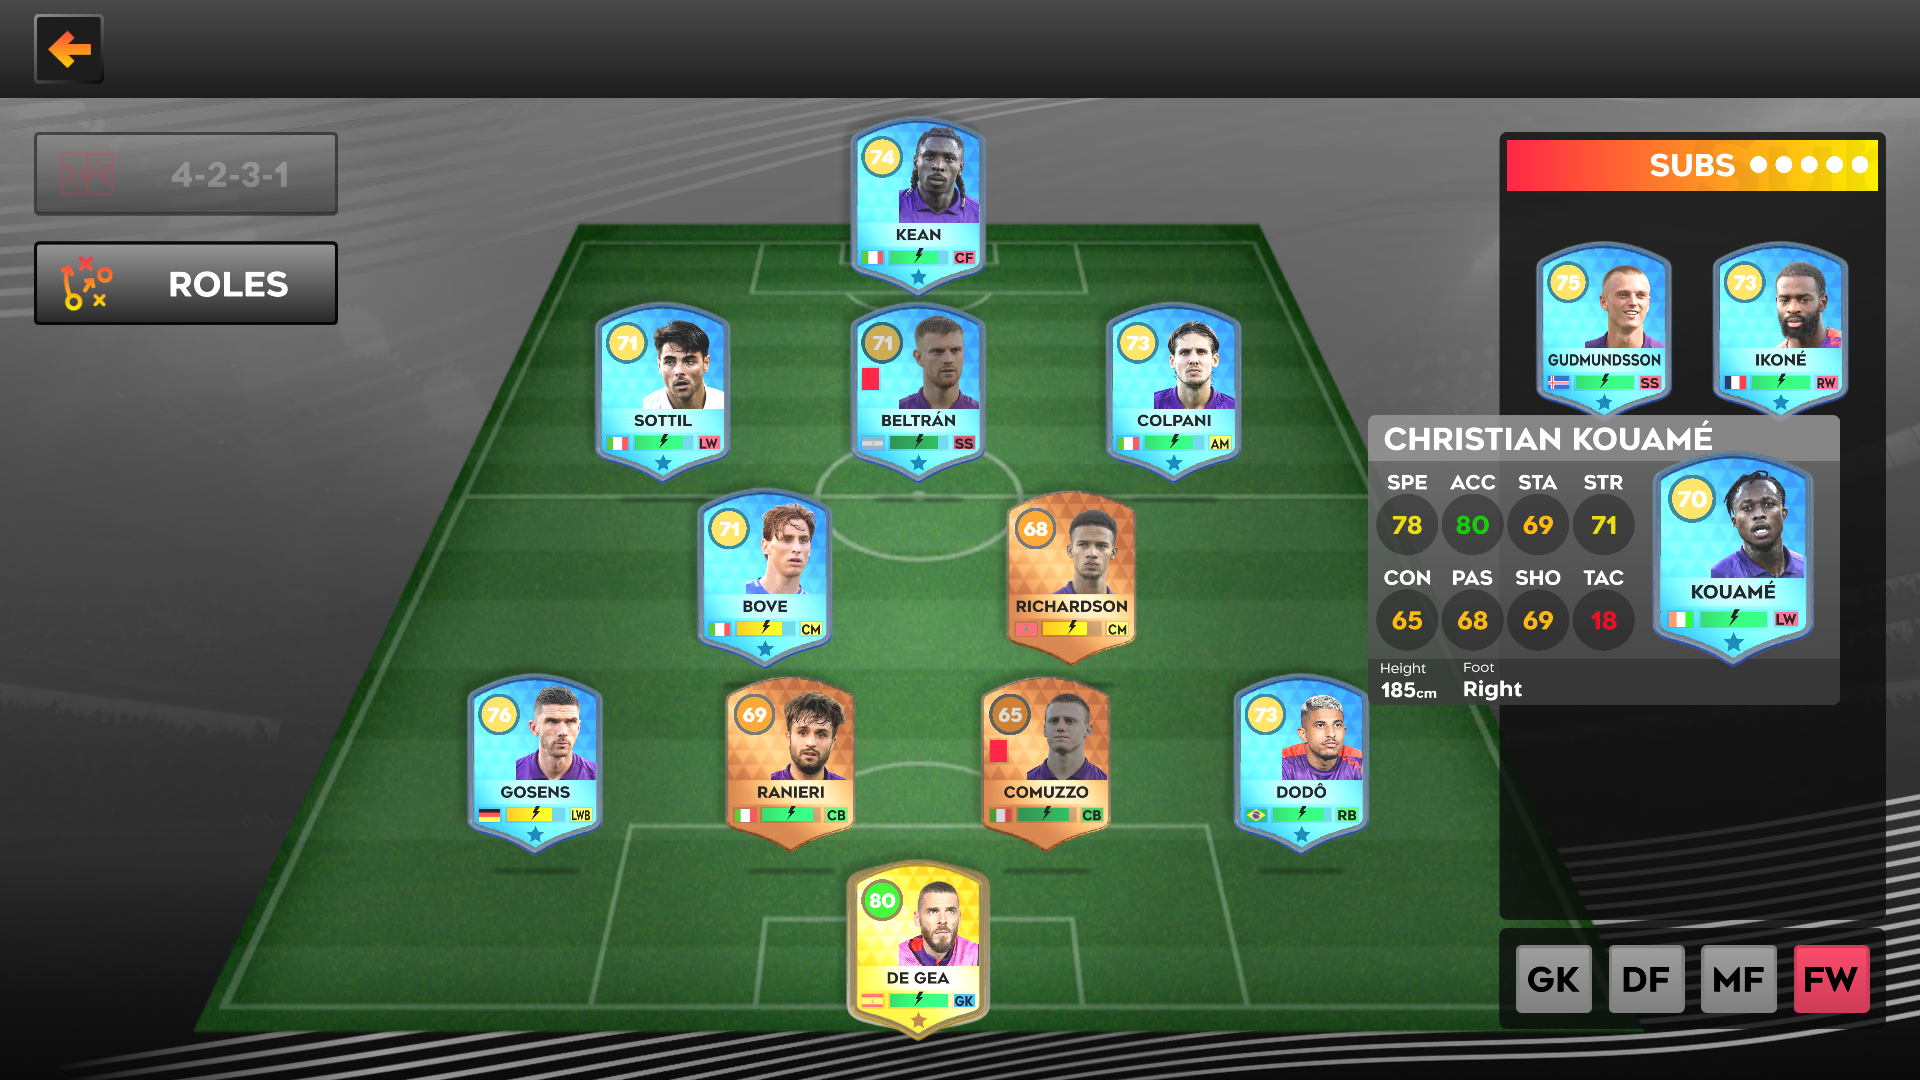 4-2-3-1
ROLES
74
KEAN
CF
71
SOTTIL
LW
71
BELTRÁN
SS
73
COLPANI
AM
71
BOVE
CM
68
RICHARDSON
CM
76
GOSENS
LWB
69
RANIERI
CB
65
COMUZZO
CB
73
DODÔ
RB
80
DE GEA
GK
SUBS
75
GUDMUNDSSON
SS
73
IKONÉ
RW
CHRISTIAN KOUAMÉ
SPE ACC STA STR
78 80 69 71
CON PAS SHO TAC
65 68 69 18
Height Foot
185cm Right
70
KOUAMÉ
LW
GK DF MF FW